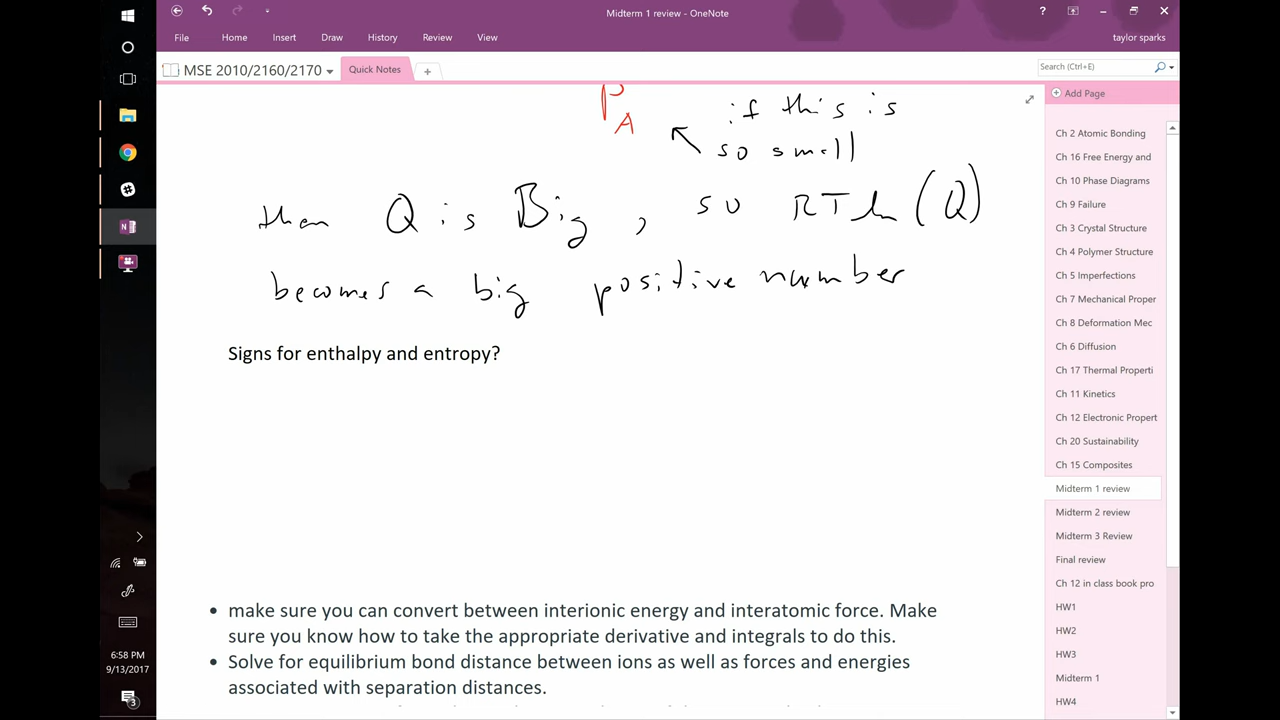 Midterm 1 review - OneNote
File Home Insert Draw History Review View
taylor sparks
MSE 2010/2160/2170
Quick Notes
Search (Ctrl+E)
Add Page
P
A
if this is
so small
then Q is Big, so RTln(Q)
becomes a big positive number
Signs for enthalpy and entropy?
• make sure you can convert between interionic energy and interatomic force. Make
sure you know how to take the appropriate derivative and integrals to do this.
• Solve for equilibrium bond distance between ions as well as forces and energies
associated with separation distances.
Ch 2 Atomic Bonding
Ch 16 Free Energy and
Ch 10 Phase Diagrams
Ch 9 Failure
Ch 3 Crystal Structure
Ch 4 Polymer Structure
Ch 5 Imperfections
Ch 7 Mechanical Proper
Ch 8 Deformation Mec
Ch 6 Diffusion
Ch 17 Thermal Properti
Ch 11 Kinetics
Ch 12 Electronic Propert
Ch 20 Sustainability
Ch 15 Composites
Midterm 1 review
Midterm 2 review
Midterm 3 Review
Final review
Ch 12 in class book pro
HW1
HW2
HW3
Midterm 1
HW4
6:58 PM
9/13/2017
3